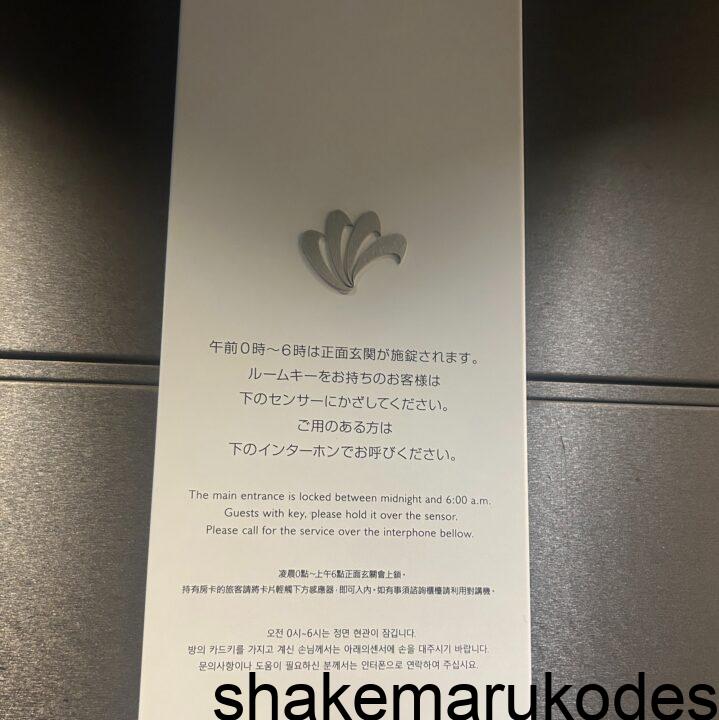 午前0時～6時は正面玄関が施錠されます。
ルームキーをお持ちのお客様は
下のセンサーにかざしてください。
ご用のある方は
下のインターホンでお呼びください。
The main entrance is locked between midnight and 6:00 a.m.
Guests with key, please hold it over the sensor.
Please call for the service over the interphone bellow.
凌晨0點~上午6點正面玄關會上鎖。
持有房卡的旅客請將卡片輕觸下方感應器，即可入內。如有事須諮詢櫃檯請利用對講機。
오전 0시~6시는 정면 현관이 잠깁니다.
방의 카드키를 가지고 계신 손님께서는 아래의센서에 손을 대주시기 바랍니다.
문의사항이나 도움이 필요하신 분께서는 인터폰으로 연락하여 주십시요.
shakemarukodes